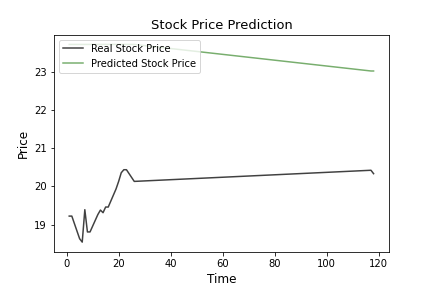 Stock Price Prediction
Real Stock Price
Predicted Stock Price
Price
23
22
21
20
19
0 20 40 60 80 100 120
Time